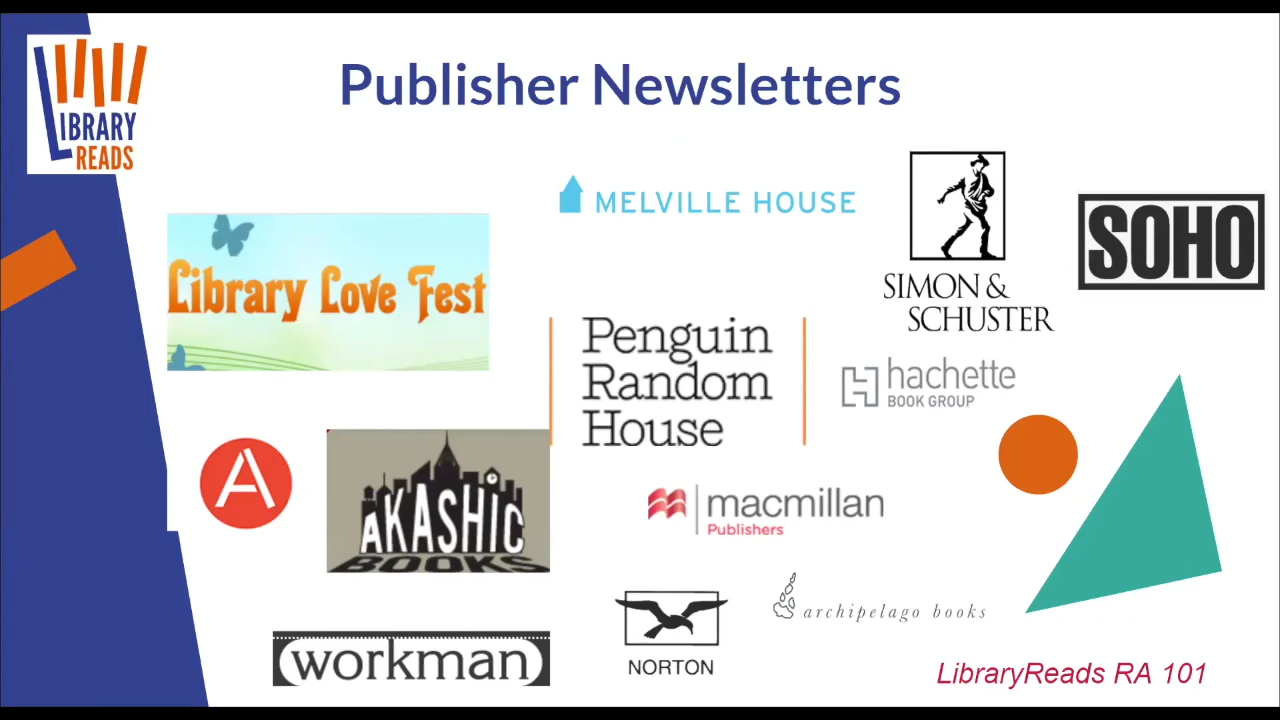 LIBRARY
READS
Publisher Newsletters
MELVILLE HOUSE
SIMON &
SCHUSTER
SOHO
Library Love Fest
Penguin
Random
House
hachette
BOOK GROUP
A
AKASHIC
BOOKS
macmillan
Publishers
archipelago books
workman
NORTON
LibraryReads RA 101